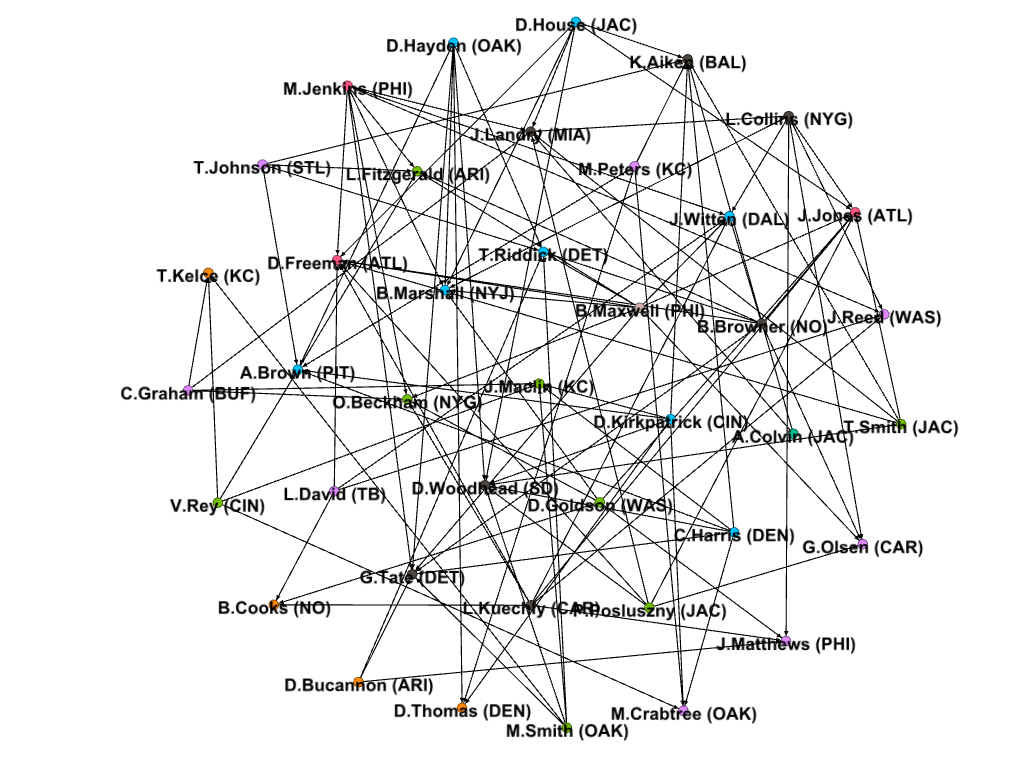 D.House (JAC)
D.Hayden (OAK)
K.Aiken (BAL)
M.Jenkins (PHI)
L.Collins (NYG)
J.Landry (MIA)
T.Johnson (STL)
L.Fitzgerald (ARI)
M.Peters (KC)
J.Witten (DAL)
J.Jones (ATL)
T.Riddick (DET)
D.Freeman (ATL)
T.Kelce (KC)
B.Marshall (NYJ)
B.Maxwell (PHI)
J.Reed (WAS)
B.Browner (NO)
A.Brown (PIT)
J.Maclin (KC)
C.Graham (BUF)
O.Beckham (NYG)
D.Kirkpatrick (CIN)
T.Smith (JAC)
A.Colvin (JAC)
D.Woodhead (SD)
L.David (TB)
V.Rey (CIN)
D.Goldson (WAS)
C.Harris (DEN)
G.Olsen (CAR)
G.Tate (DET)
B.Cooks (NO)
L.Kuechly (CAR)
P.Posluszny (JAC)
J.Matthews (PHI)
D.Bucannon (ARI)
D.Thomas (DEN)
M.Crabtree (OAK)
M.Smith (OAK)